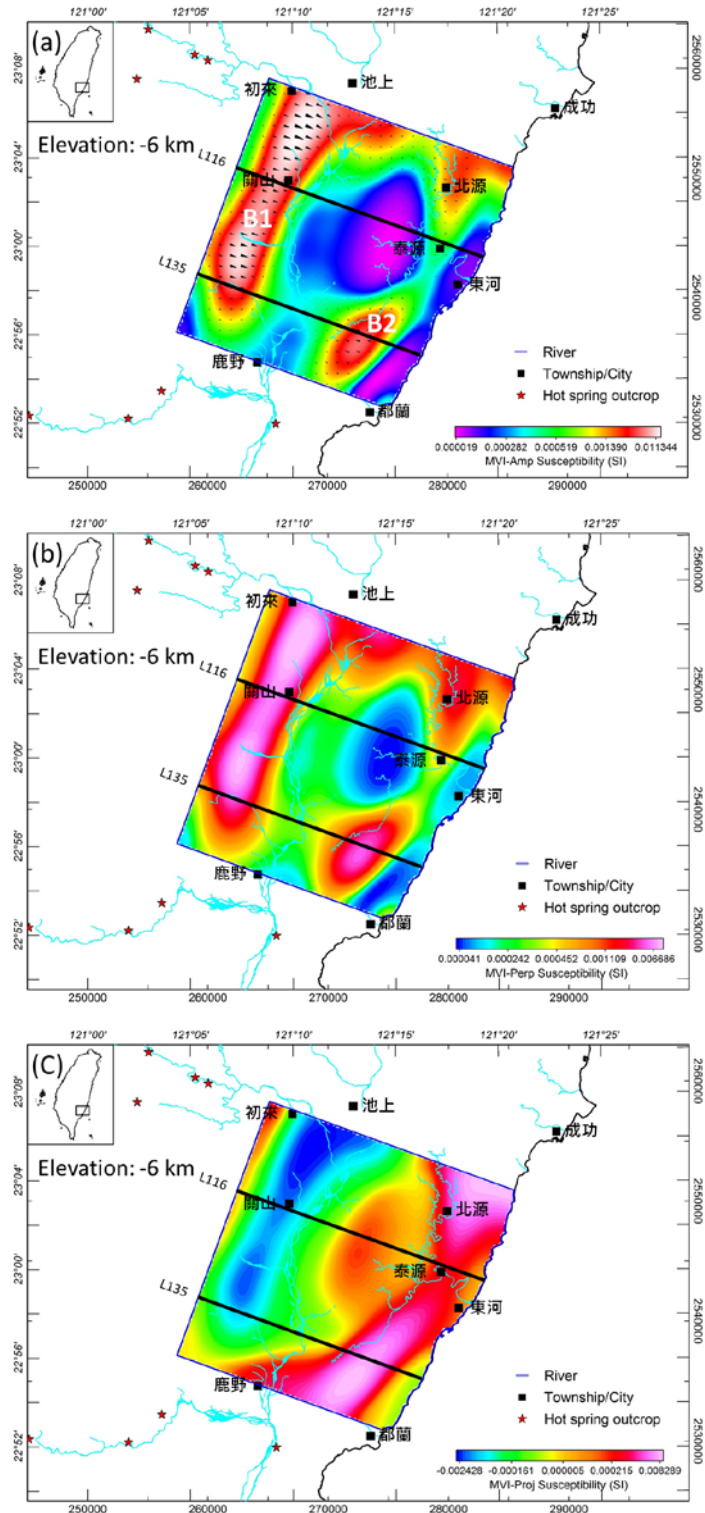 (a)
121°00' 121°05' 121°10' 121°15' 121°20' 121°25'
Elevation: -6 km
初來
池上
成功
L116
關山
北源
B1
泰源
L135
東河
B2
鹿野
都蘭
River
Township/City
Hot spring outcrop
0.000019 0.000282 0.000519 0.001390 0.011344
MVI-Amp Susceptibility (SI)
23°08' 23°04' 23°0' 22°56' 22°52'
2560000 2550000 2540000 2530000
250000 260000 270000 280000 290000
(b)
121°00' 121°05' 121°10' 121°15' 121°20' 121°25'
Elevation: -6 km
初來
池上
成功
L116
關山
北源
泰源
L135
東河
鹿野
都蘭
River
Township/City
Hot spring outcrop
0.000041 0.000242 0.000452 0.001109 0.006686
MVI-Perp Susceptibility (SI)
23°08' 23°04' 23°0' 22°56' 22°52'
2560000 2550000 2540000 2530000
250000 260000 270000 280000 290000
(C)
121°00' 121°05' 121°10' 121°15' 121°20' 121°25'
Elevation: -6 km
初來
池上
成功
L116
關山
北源
泰源
L135
東河
鹿野
都蘭
River
Township/City
Hot spring outcrop
-0.002428 -0.000161 0.000005 0.000215 0.008289
MVI-Proj Susceptibility (SI)
23°08' 23°04' 23°0' 22°56' 22°52'
2560000 2550000 2540000 2530000
250000 260000 270000 280000 290000